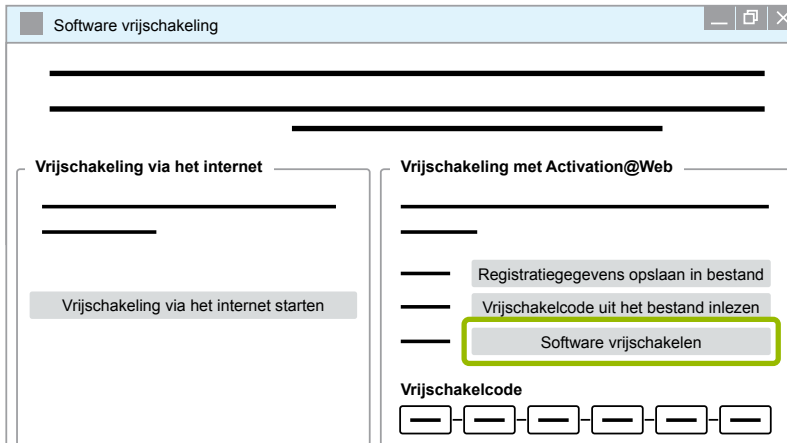 Software vrijschakeling
Vrijschakeling via het internet
Vrijschakeling via het internet starten
Vrijschakeling met Activation@Web
Registratiegegevens opslaan in bestand
Vrijschakelcode uit het bestand inlezen
Software vrijschakelen
Vrijschakelcode